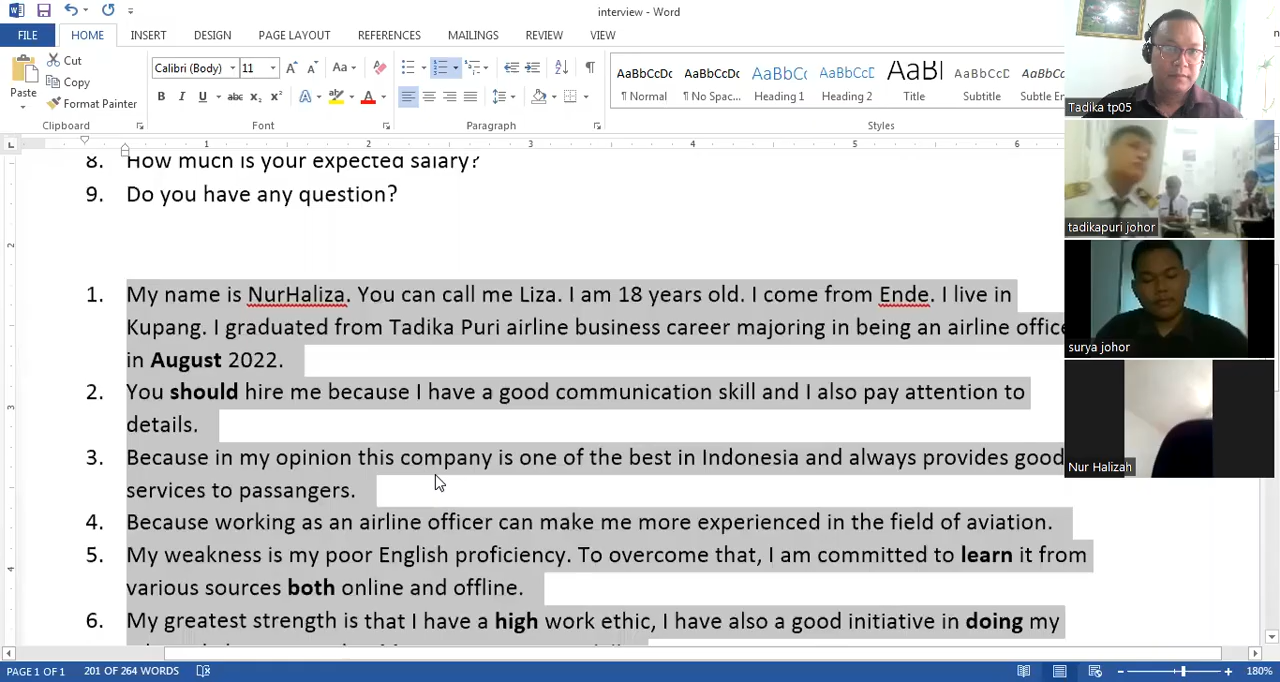 interview - Word
FILE HOME INSERT DESIGN PAGE LAYOUT REFERENCES MAILINGS REVIEW VIEW
Cut
Copy
Format Painter
Paste
Calibri (Body) 11
AaBbCcDc AaBbCcDc AaBbCc AaBbCcC AaBl AaBbCcD AaBbCcDc
¶ Normal ¶ No Spac... Heading 1 Heading 2 Title Subtitle Subtle Em
Clipboard Font Paragraph Styles
8. How much is your expected salary?
9. Do you have any question?
1. My name is NurHaliza. You can call me Liza. I am 18 years old. I come from Ende. I live in
Kupang. I graduated from Tadika Puri airline business career majoring in being an airline office
in August 2022.
2. You should hire me because I have a good communication skill and I also pay attention to
details.
3. Because in my opinion this company is one of the best in Indonesia and always provides good
services to passangers.
4. Because working as an airline officer can make me more experienced in the field of aviation.
5. My weakness is my poor English proficiency. To overcome that, I am committed to learn it from
various sources both online and offline.
6. My greatest strength is that I have a high work ethic, I have also a good initiative in doing my
Tadika tp05
tadikapuri johor
surya johor
Nur Halizah
PAGE 1 OF 1 201 OF 264 WORDS 180%